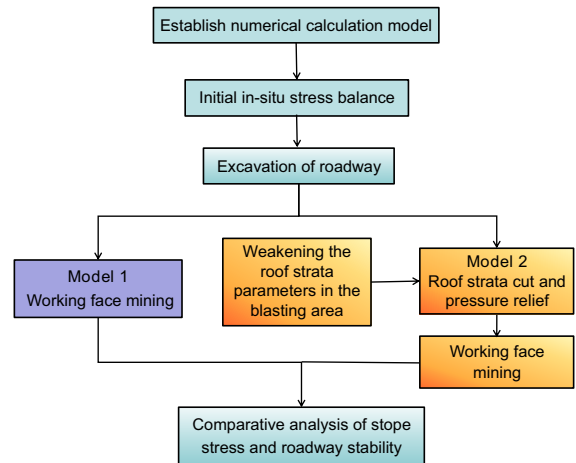 Establish numerical calculation model
Initial in-situ stress balance
Excavation of roadway
Model 1
Working face mining
Weakening the
roof strata
parameters in the
blasting area
Model 2
Roof strata cut and
pressure relief
Working face
mining
Comparative analysis of stope
stress and roadway stability